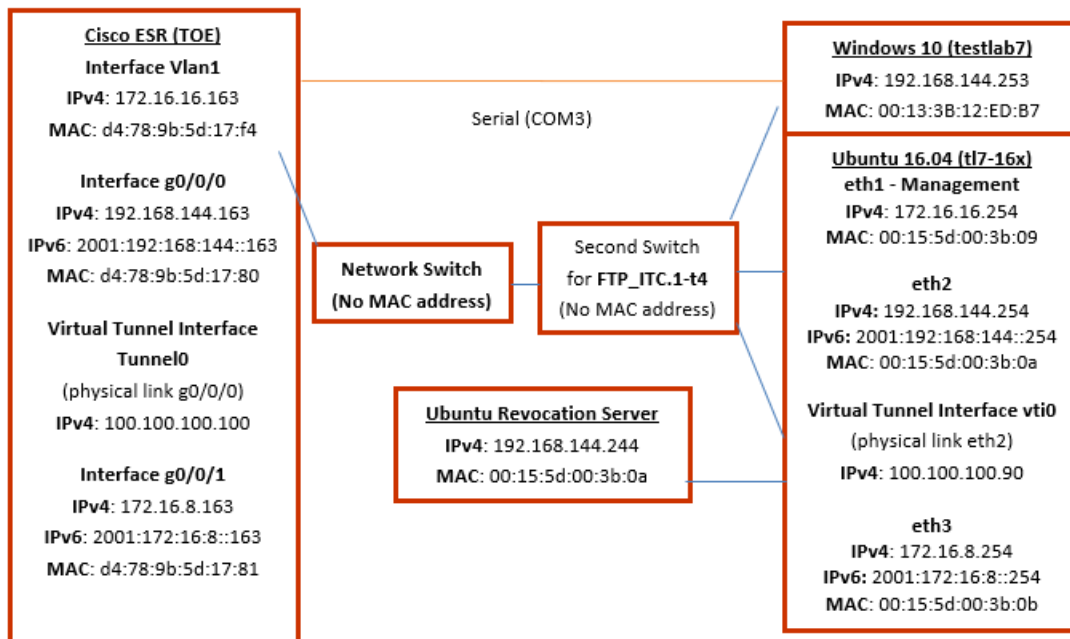 Cisco ESR (TOE)
Interface Vlan1
IPv4: 172.16.16.163
MAC: d4:78:9b:5d:17:f4
Interface g0/0/0
IPv4: 192.168.144.163
IPv6: 2001:192:168:144::163
MAC: d4:78:9b:5d:17:80
Virtual Tunnel Interface
Tunnel0
(physical link g0/0/0)
IPv4: 100.100.100.100
Interface g0/0/1
IPv4: 172.16.8.163
IPv6: 2001:172:16:8::163
MAC: d4:78:9b:5d:17:81
Serial (COM3)
Network Switch
(No MAC address)
Second Switch
for FTP_ITC.1-t4
(No MAC address)
Ubuntu Revocation Server
IPv4: 192.168.144.244
MAC: 00:15:5d:00:3b:0a
Windows 10 (testlab7)
IPv4: 192.168.144.253
MAC: 00:13:3B:12:ED:B7
Ubuntu 16.04 (tl7-16x)
eth1 - Management
IPv4: 172.16.16.254
MAC: 00:15:5d:00:3b:09
eth2
IPv4: 192.168.144.254
IPv6: 2001:192:168:144::254
MAC: 00:15:5d:00:3b:0a
Virtual Tunnel Interface vti0
(physical link eth2)
IPv4: 100.100.100.90
eth3
IPv4: 172.16.8.254
IPv6: 2001:172:16:8::254
MAC: 00:15:5d:00:3b:0b